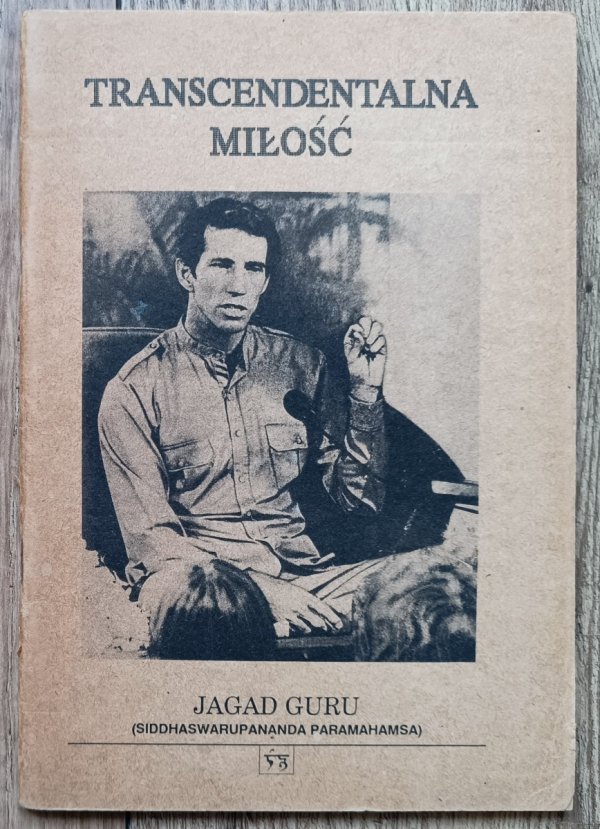 TRANSCENDENTALNA
MIŁOŚĆ
JAGAD GURU
(SIDDHASWARUPANANDA PARAMAHAMSA)